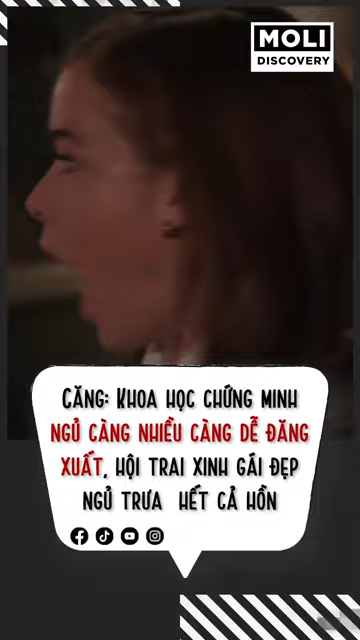 MOLI
DISCOVERY
CĂNG: KHOA HỌC CHỨNG MINH
NGỦ CÀNG NHIỀU CÀNG DỄ ĐĂNG
XUẤT, HỘI TRAI XINH GÁI ĐẸP
NGỦ TRƯA HẾT CẢ HỒN